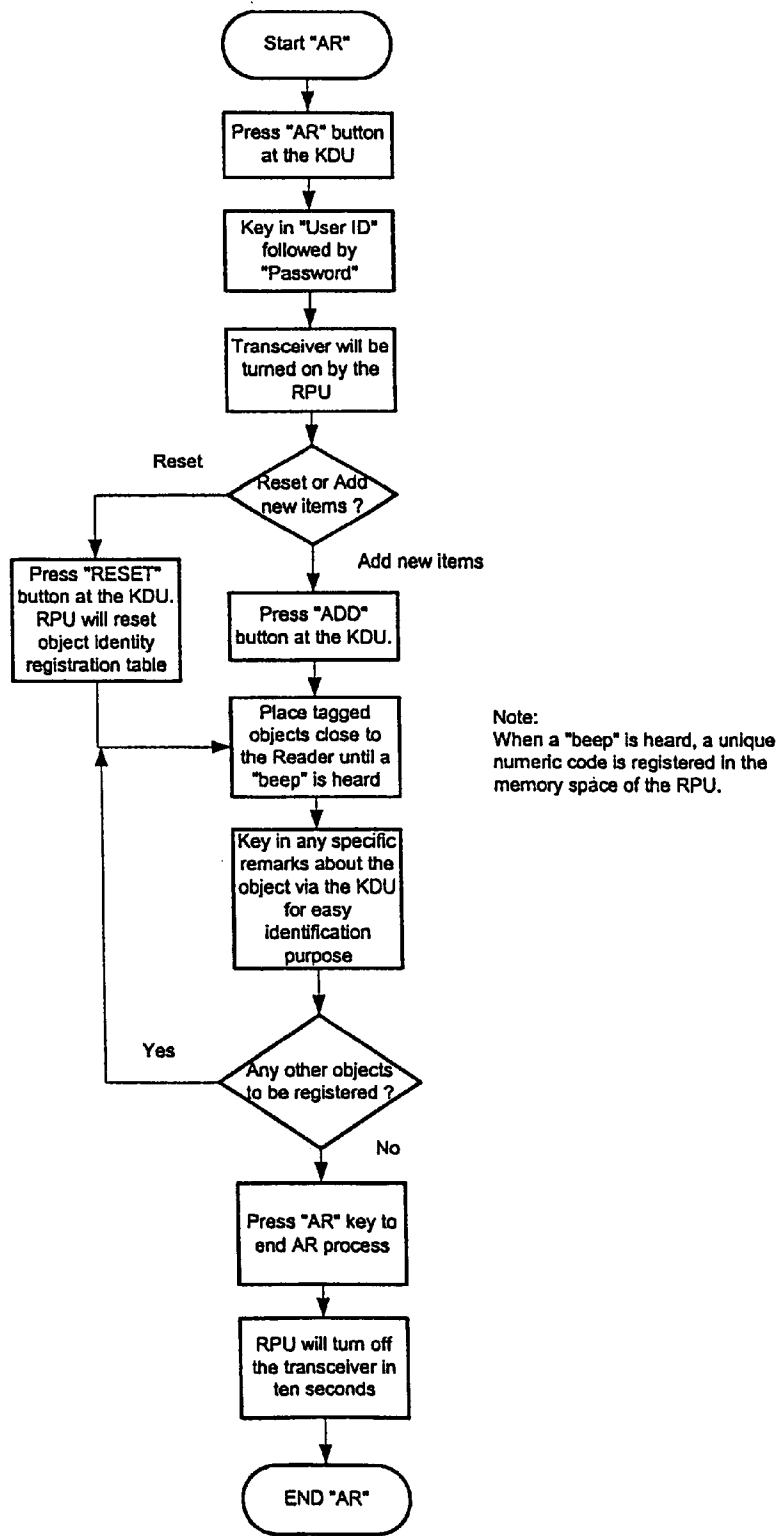 Start "AR"
Press "AR" button
at the KDU
Key in "User ID"
followed by
"Password"
Transceiver will be
turned on by the
RPU
Reset
Reset or Add
new items ?
Add new items
Press "RESET"
button at the KDU.
RPU will reset
object identity
registration table
Press "ADD"
button at the KDU.
Place tagged
objects close to
the Reader until a
"beep" is heard
Note:
When a "beep" is heard, a unique
numeric code is registered in the
memory space of the RPU.
Key in any specific
remarks about the
object via the KDU
for easy
identification
purpose
Yes
Any other objects
to be registered ?
No
Press "AR" key to
end AR process
RPU will turn off
the transceiver in
ten seconds
END "AR"